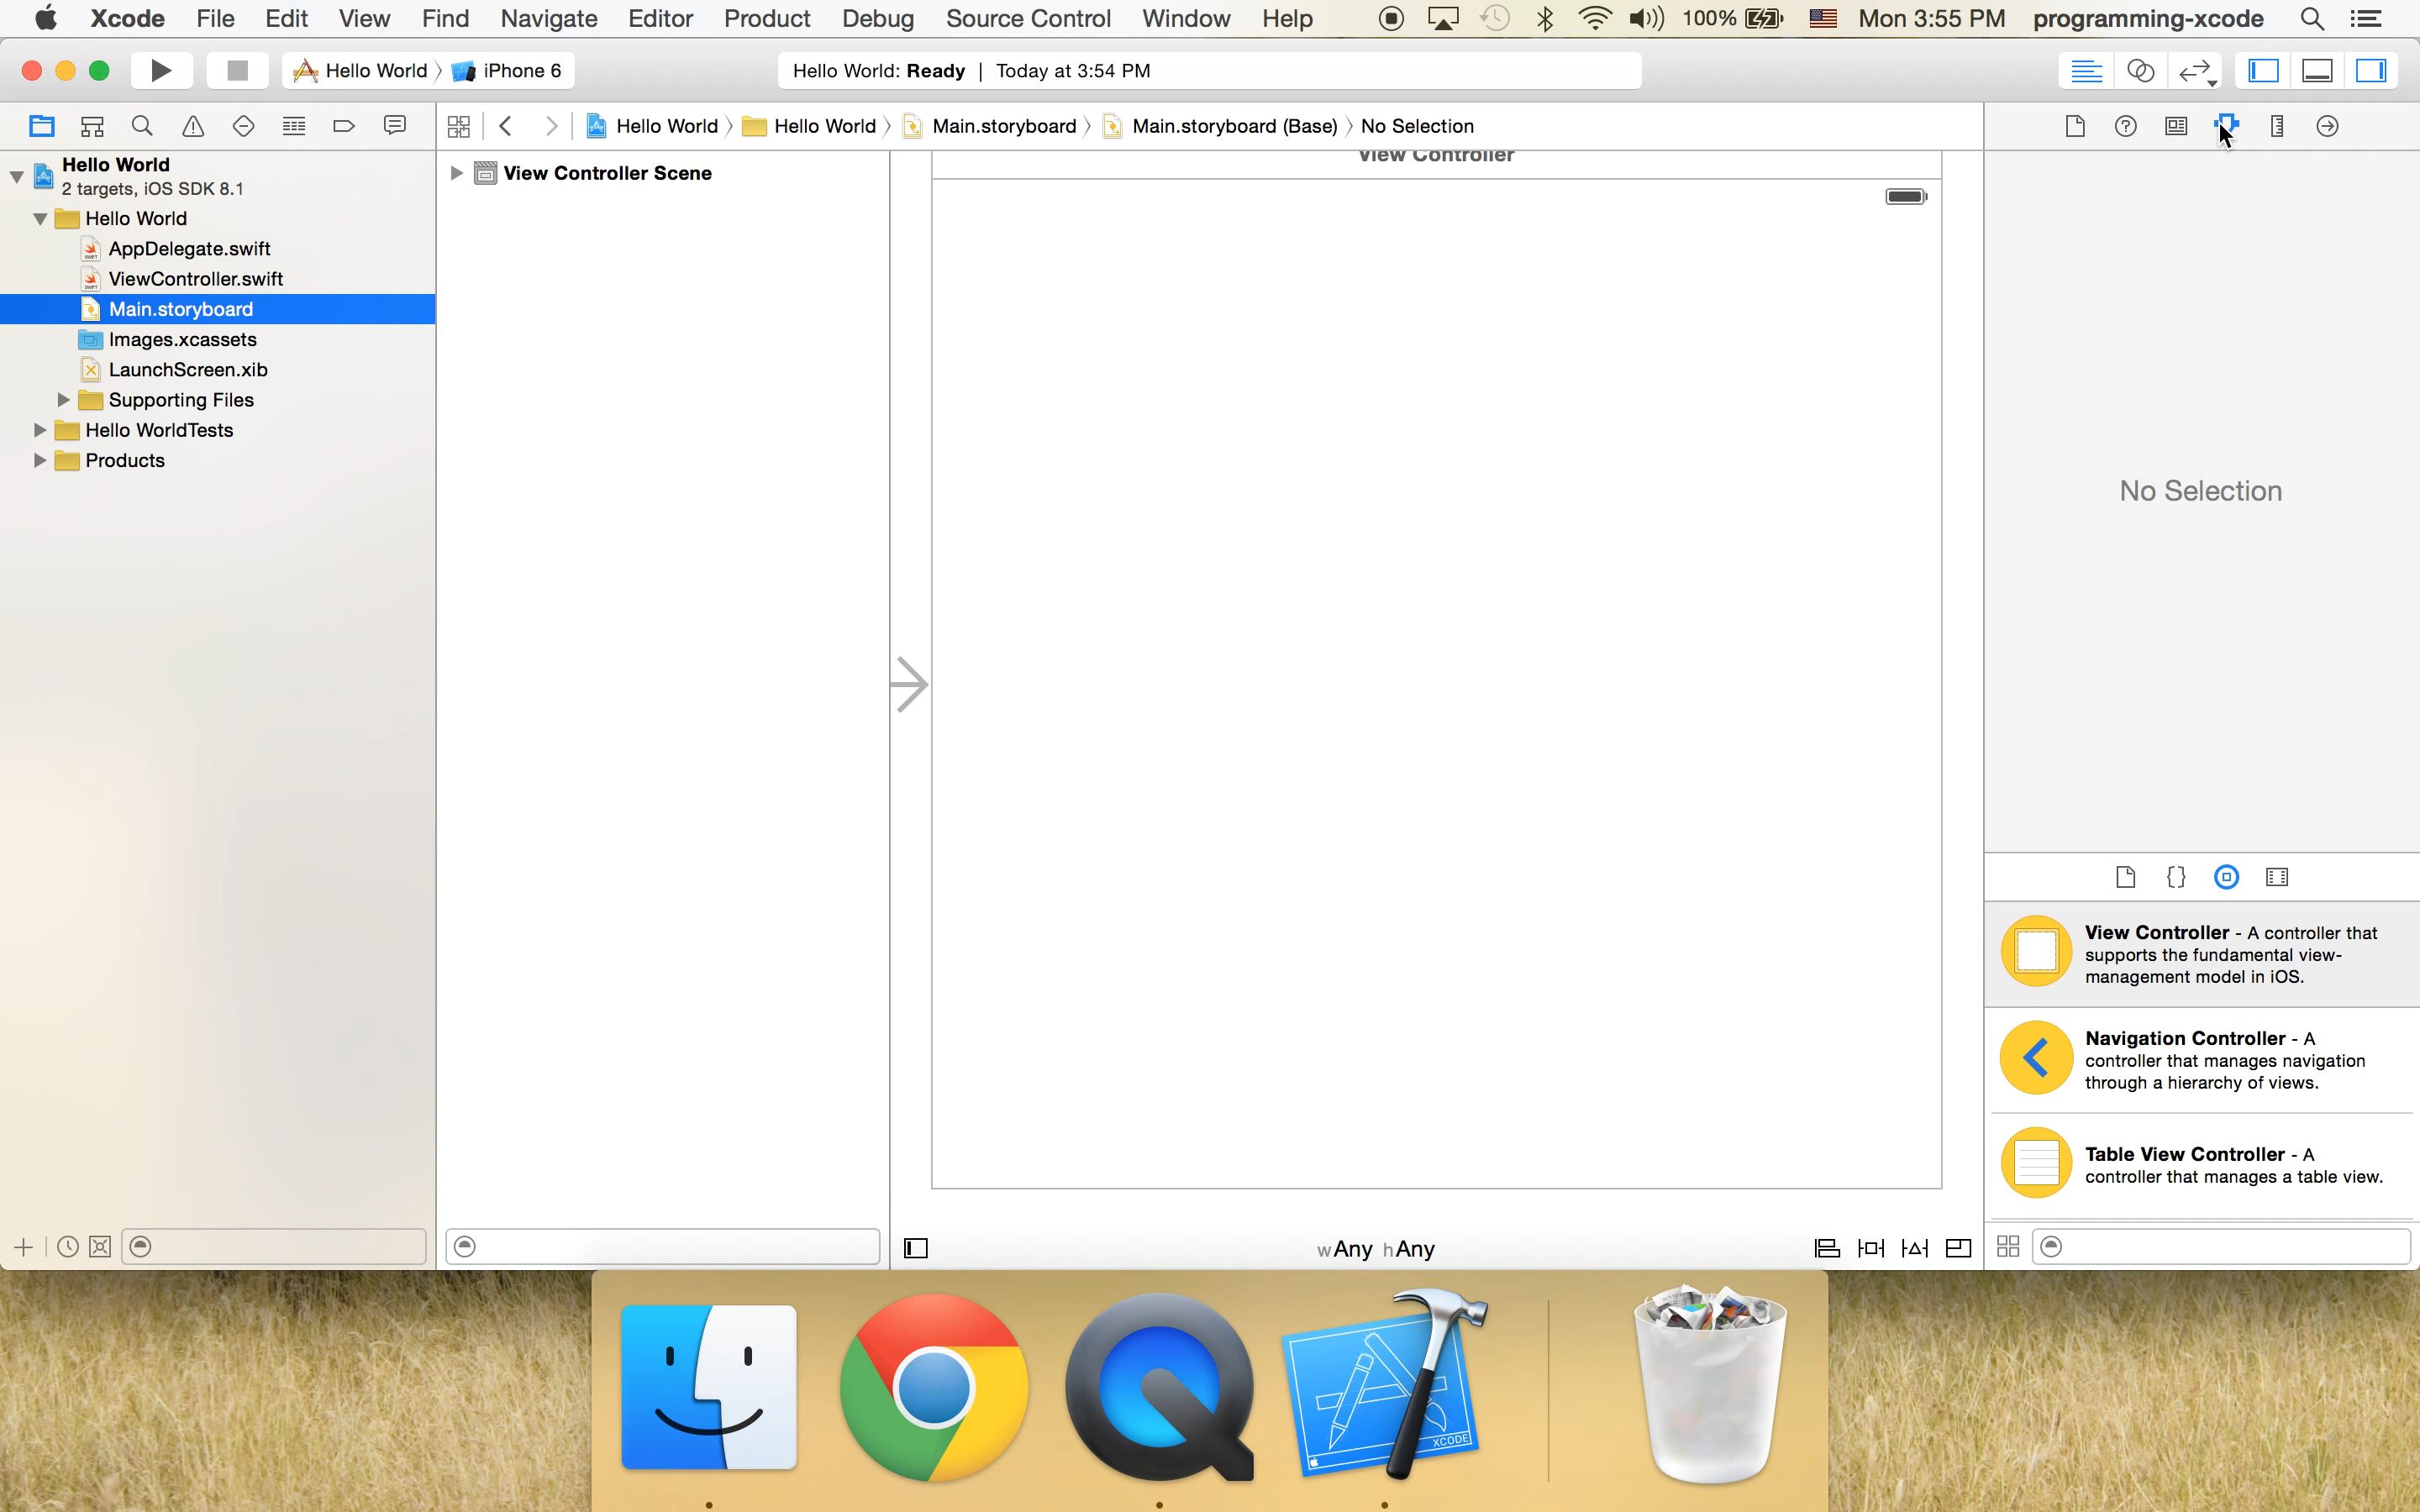 Xcode File Edit View Find Navigate Editor Product Debug Source Control Window Help 100% Mon 3:55 PM programming-xcode
Hello World iPhone 6 Hello World: Ready | Today at 3:54 PM
Hello World Hello World Main.storyboard Main.storyboard (Base) No Selection
Hello World
2 targets, iOS SDK 8.1
Hello World
AppDelegate.swift
ViewController.swift
Main.storyboard
Images.xcassets
LaunchScreen.xib
Supporting Files
Hello WorldTests
Products
View Controller Scene
View Controller
No Selection
View Controller - A controller that
supports the fundamental view-
management model in iOS.
Navigation Controller - A
controller that manages navigation
through a hierarchy of views.
Table View Controller - A
controller that manages a table view.
wAny hAny
XCODE